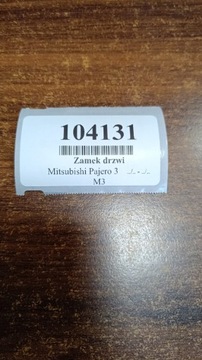 104131
Zamek drzwi
Mitsubishi Pajero 3 ../.. - ../..
M3